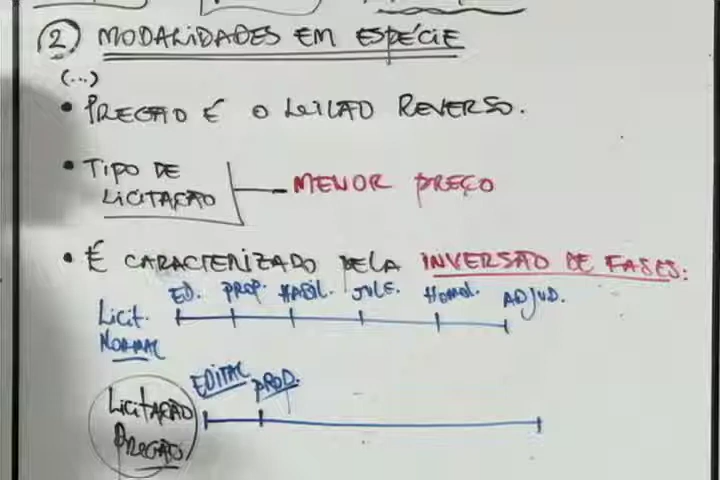 2 MODALIDADES EM ESPÉCIE
(...)
• PREGÃO É O LEILÃO REVERSO.
• TIPO DE LICITAÇÃO MENOR PREÇO
• É CARACTERIZADO PELA INVERSÃO DE FASES:
ED. PROP. HABIL. JULG. HOMOL. ADJUD.
Licit. NORMAL
EDITAL PROP.
LICITAÇÃO PREGÃO